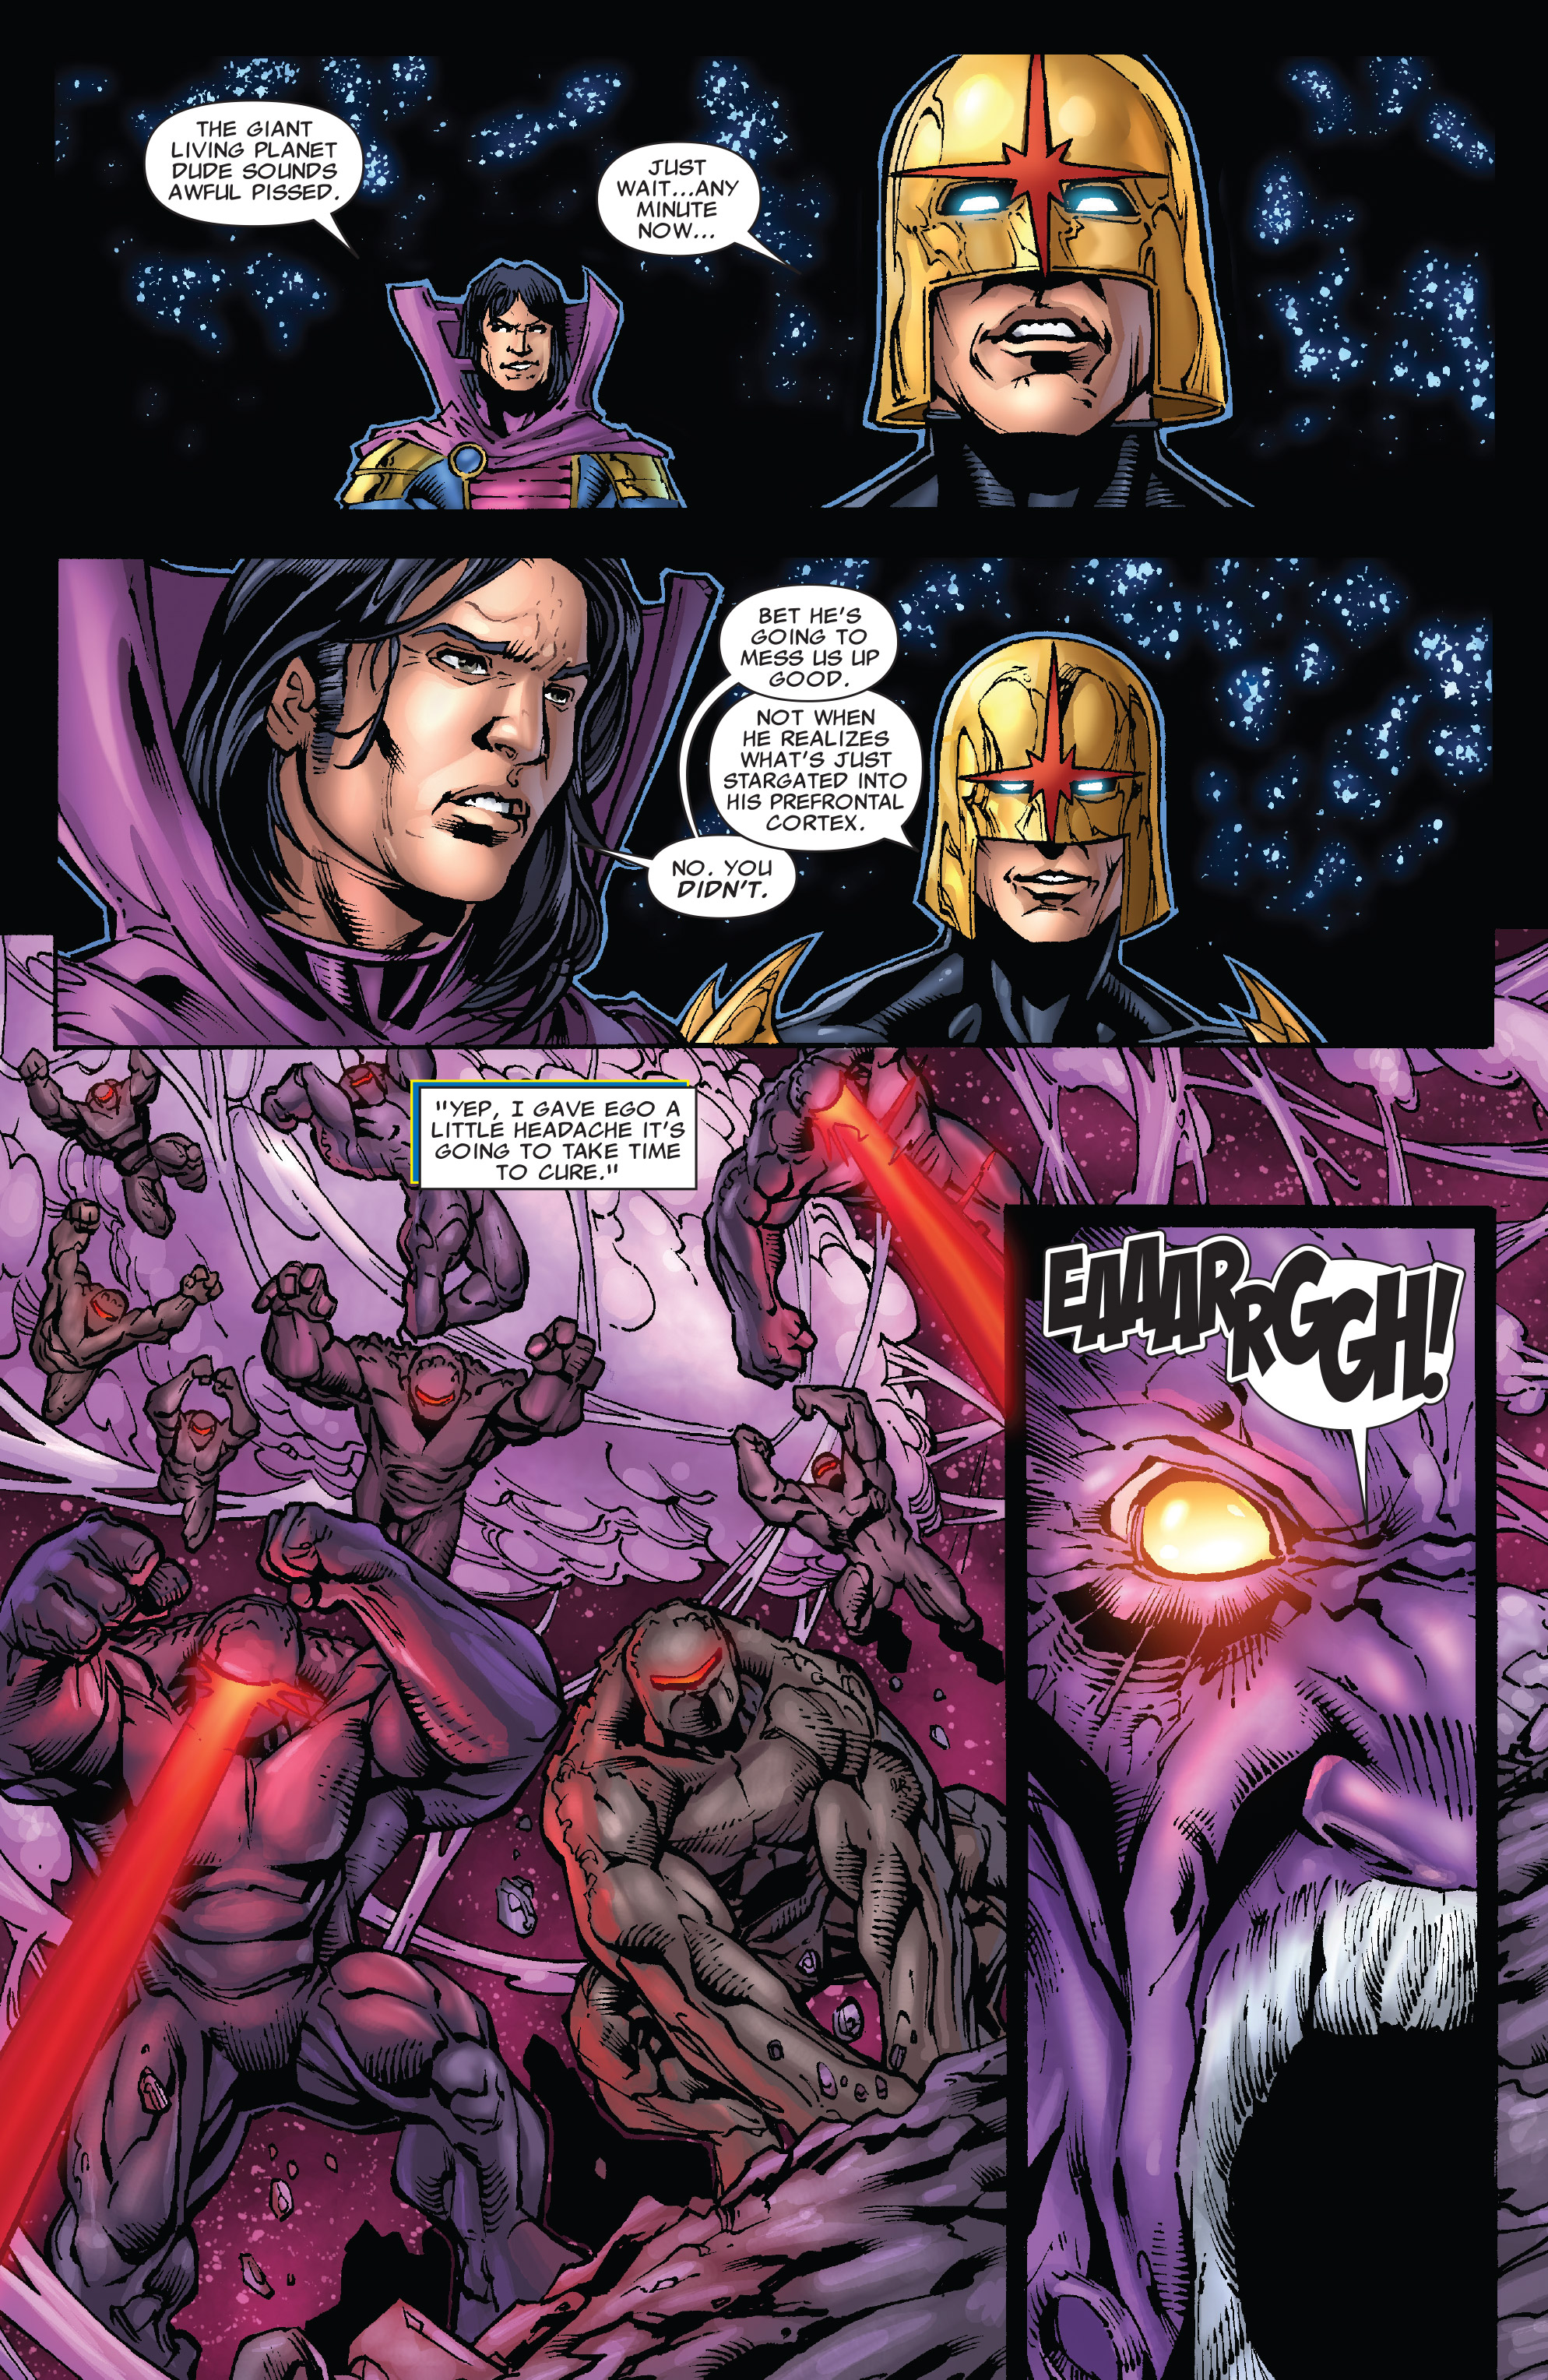 THE GIANT
LIVING PLANET
DUDE SOUNDS
AWFUL PISSED.
JUST
WAIT...ANY
MINUTE
NOW...
BET HE'S
GOING TO
MESS US UP
GOOD.
NOT WHEN
HE REALIZES
WHAT'S JUST
STARGATED INTO
HIS PREFRONTAL
CORTEX.
NO. YOU
DIDN'T.
"YEP, I GAVE EGO A
LITTLE HEADACHE IT'S
GOING TO TAKE TIME
TO CURE."
EAAARRGGH!